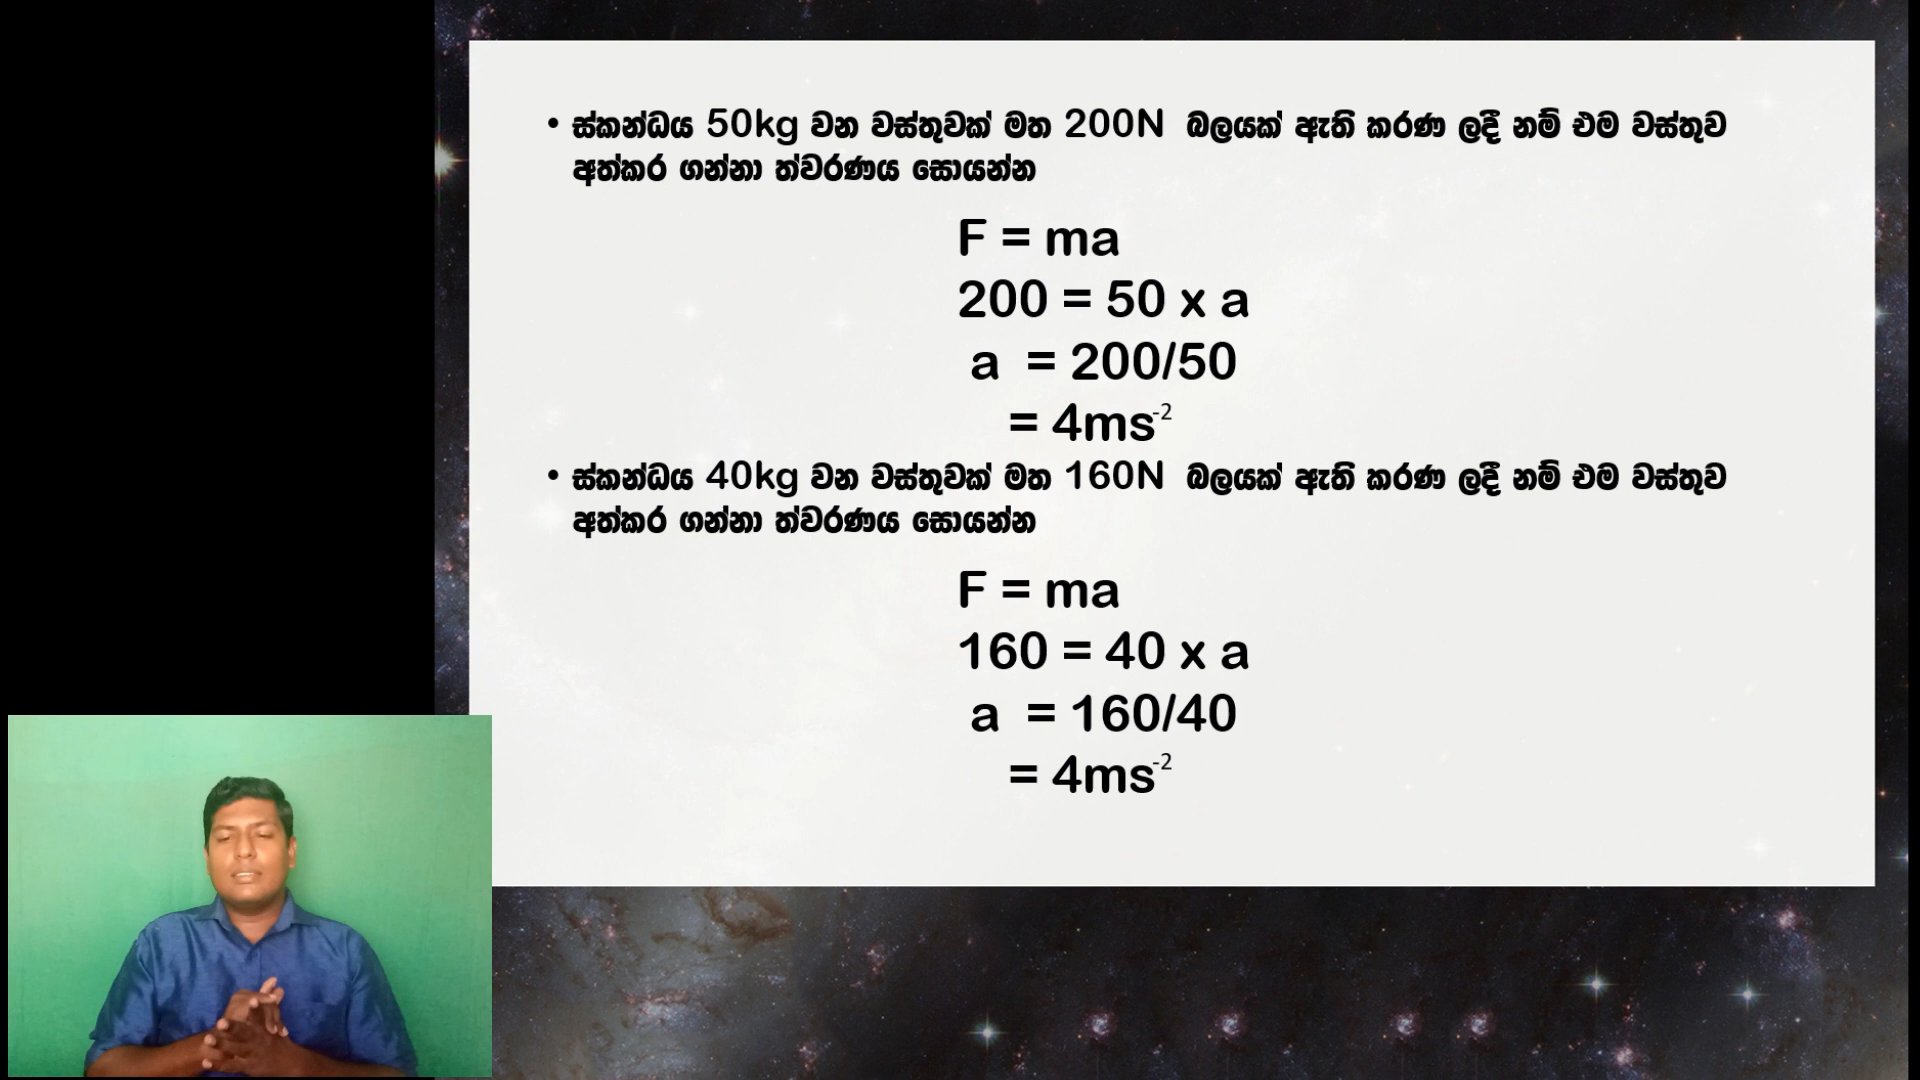 • ස්කන්ධය 50kg වන වස්තුවක් මත 200N බලයක් ඇති කරණ ලදී නම් එම වස්තුව
අත්කර ගන්නා ත්වරණය සොයන්න
F = ma
200 = 50 x a
a = 200/50
= 4ms⁻²
• ස්කන්ධය 40kg වන වස්තුවක් මත 160N බලයක් ඇති කරණ ලදී නම් එම වස්තුව
අත්කර ගන්නා ත්වරණය සොයන්න
F = ma
160 = 40 x a
a = 160/40
= 4ms⁻²